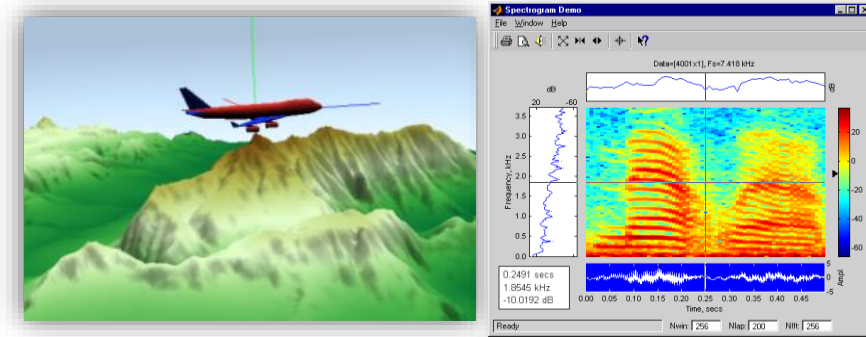 Spectrogram Demo
File Window Help
Data=[4001x1], Fs=7.418 kHz
dB
20 -60
dB
3.5
3.0
2.5
2.0
1.5
1.0
0.5
0.0
Frequency, kHz
20
0
-20
-40
-60
5
0
-5
Ampl
0.00 0.05 0.10 0.15 0.20 0.25 0.30 0.35 0.40 0.45
Time, secs
0.2491 secs
1.8545 kHz
-10.0192 dB
Ready
Nwin: 256 Nlap: 200 Nfft: 256